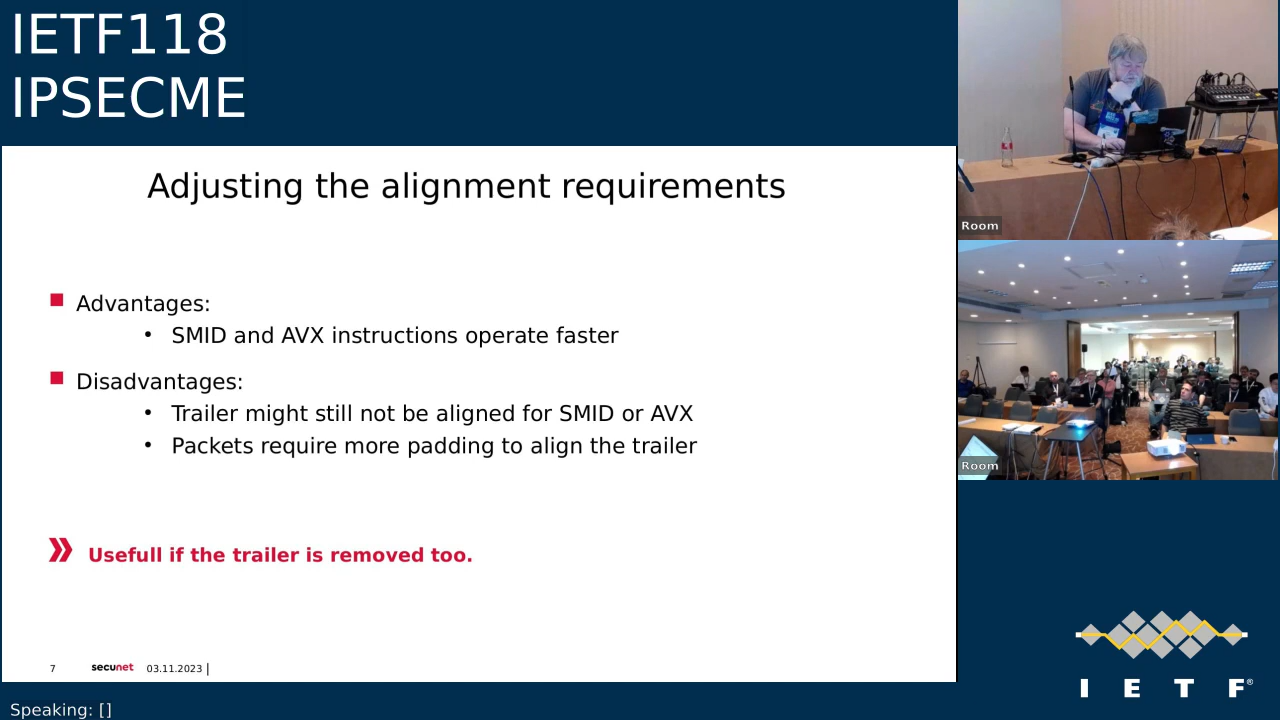 IETF118
IPSECME
Adjusting the alignment requirements
Advantages:
• SMID and AVX instructions operate faster
Disadvantages:
• Trailer might still not be aligned for SMID or AVX
• Packets require more padding to align the trailer
Usefull if the trailer is removed too.
7 secunet 03.11.2023 |
Room
Room
I E T F®
Speaking: []